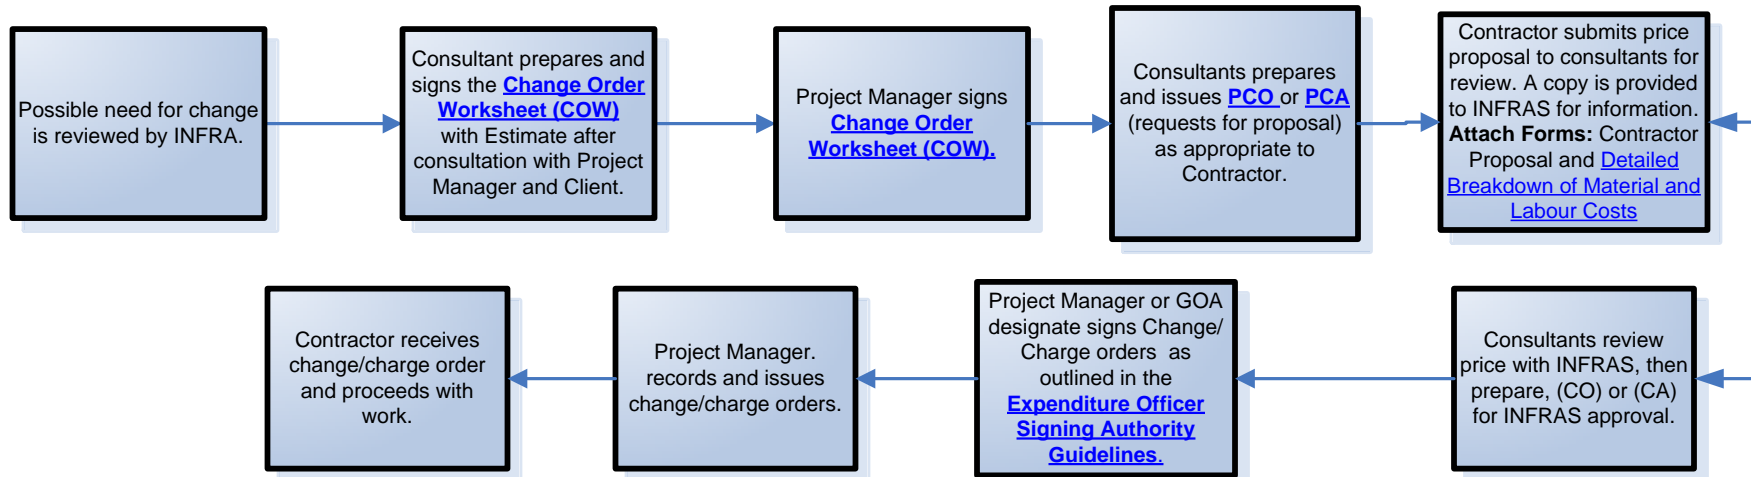 Possible need for change
is reviewed by INFRA.
Consultant prepares and
signs the Change Order
Worksheet (COW)
with Estimate after
consultation with Project
Manager and Client.
Project Manager signs
Change Order
Worksheet (COW).
Consultants prepares
and issues PCO or PCA
(requests for proposal)
as appropriate to
Contractor.
Contractor submits price
proposal to consultants for
review. A copy is provided
to INFRAS for information.
Attach Forms: Contractor
Proposal and Detailed
Breakdown of Material and
Labour Costs
Consultants review
price with INFRAS, then
prepare, (CO) or (CA)
for INFRAS approval.
Project Manager or GOA
designate signs Change/
Charge orders as
outlined in the
Expenditure Officer
Signing Authority
Guidelines.
Project Manager.
records and issues
change/charge orders.
Contractor receives
change/charge order
and proceeds with
work.